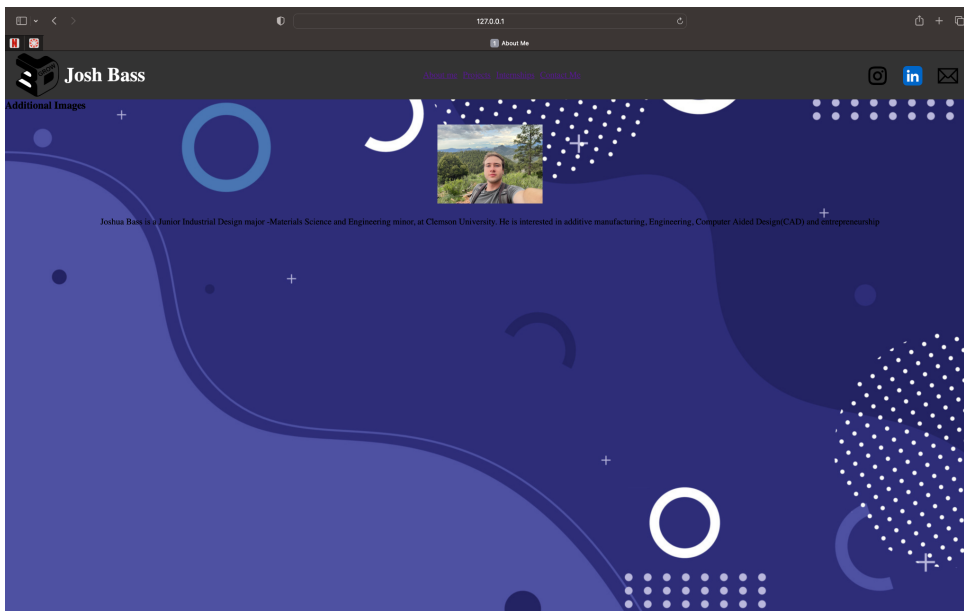 127.0.0.1
About Me
Josh Bass
in
Additional Images
Joshua Bass is a Junior Industrial Design major -Materials Science and Engineering minor, at Clemson University. He is interested in additive manufacturing, Engineering, Computer Aided Design(CAD) and entrepreneurship